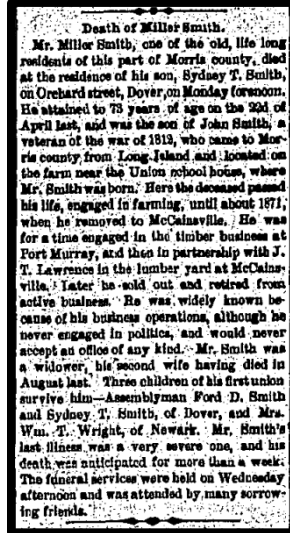 Death of Miller Smith.
Mr. Miller Smith, one of the old, life long
residents of this part of Morris county, died
at the residence of his son, Sydney T. Smith,
on Orchard street, Dover, on Monday forenoon.
He attained to 73 years of age on the 22d of
April last, and was the son of John Smith, a
veteran of the war of 1812, who came to Mor-
ris county from Long Island and located on
the farm near the Union school house, where
Mr. Smith was born. Here the deceased passed
his life, engaged in farming, until about 1871,
when he removed to McCainsville. He was
for a time engaged in the timber business at
Port Murray, and then in partnership with J.
T. Lawrence in the lumber yard at McCains-
ville. Later he sold out and retired from
active business. He was widely known be-
cause of his business operations, although he
never engaged in politics, and would never
accept an office of any kind. Mr. Smith was
a widower, his second wife having died in
August last. Three children of his first union
survive him—Assemblyman Ford D. Smith
and Sydney T. Smith, of Dover, and Mrs.
Wm. T. Wright, of Newark. Mr. Smith's
last illness was a very severe one, and his
death was anticipated for more than a week.
The funeral services were held on Wednesday
afternoon and was attended by many sorrow-
ing friends.